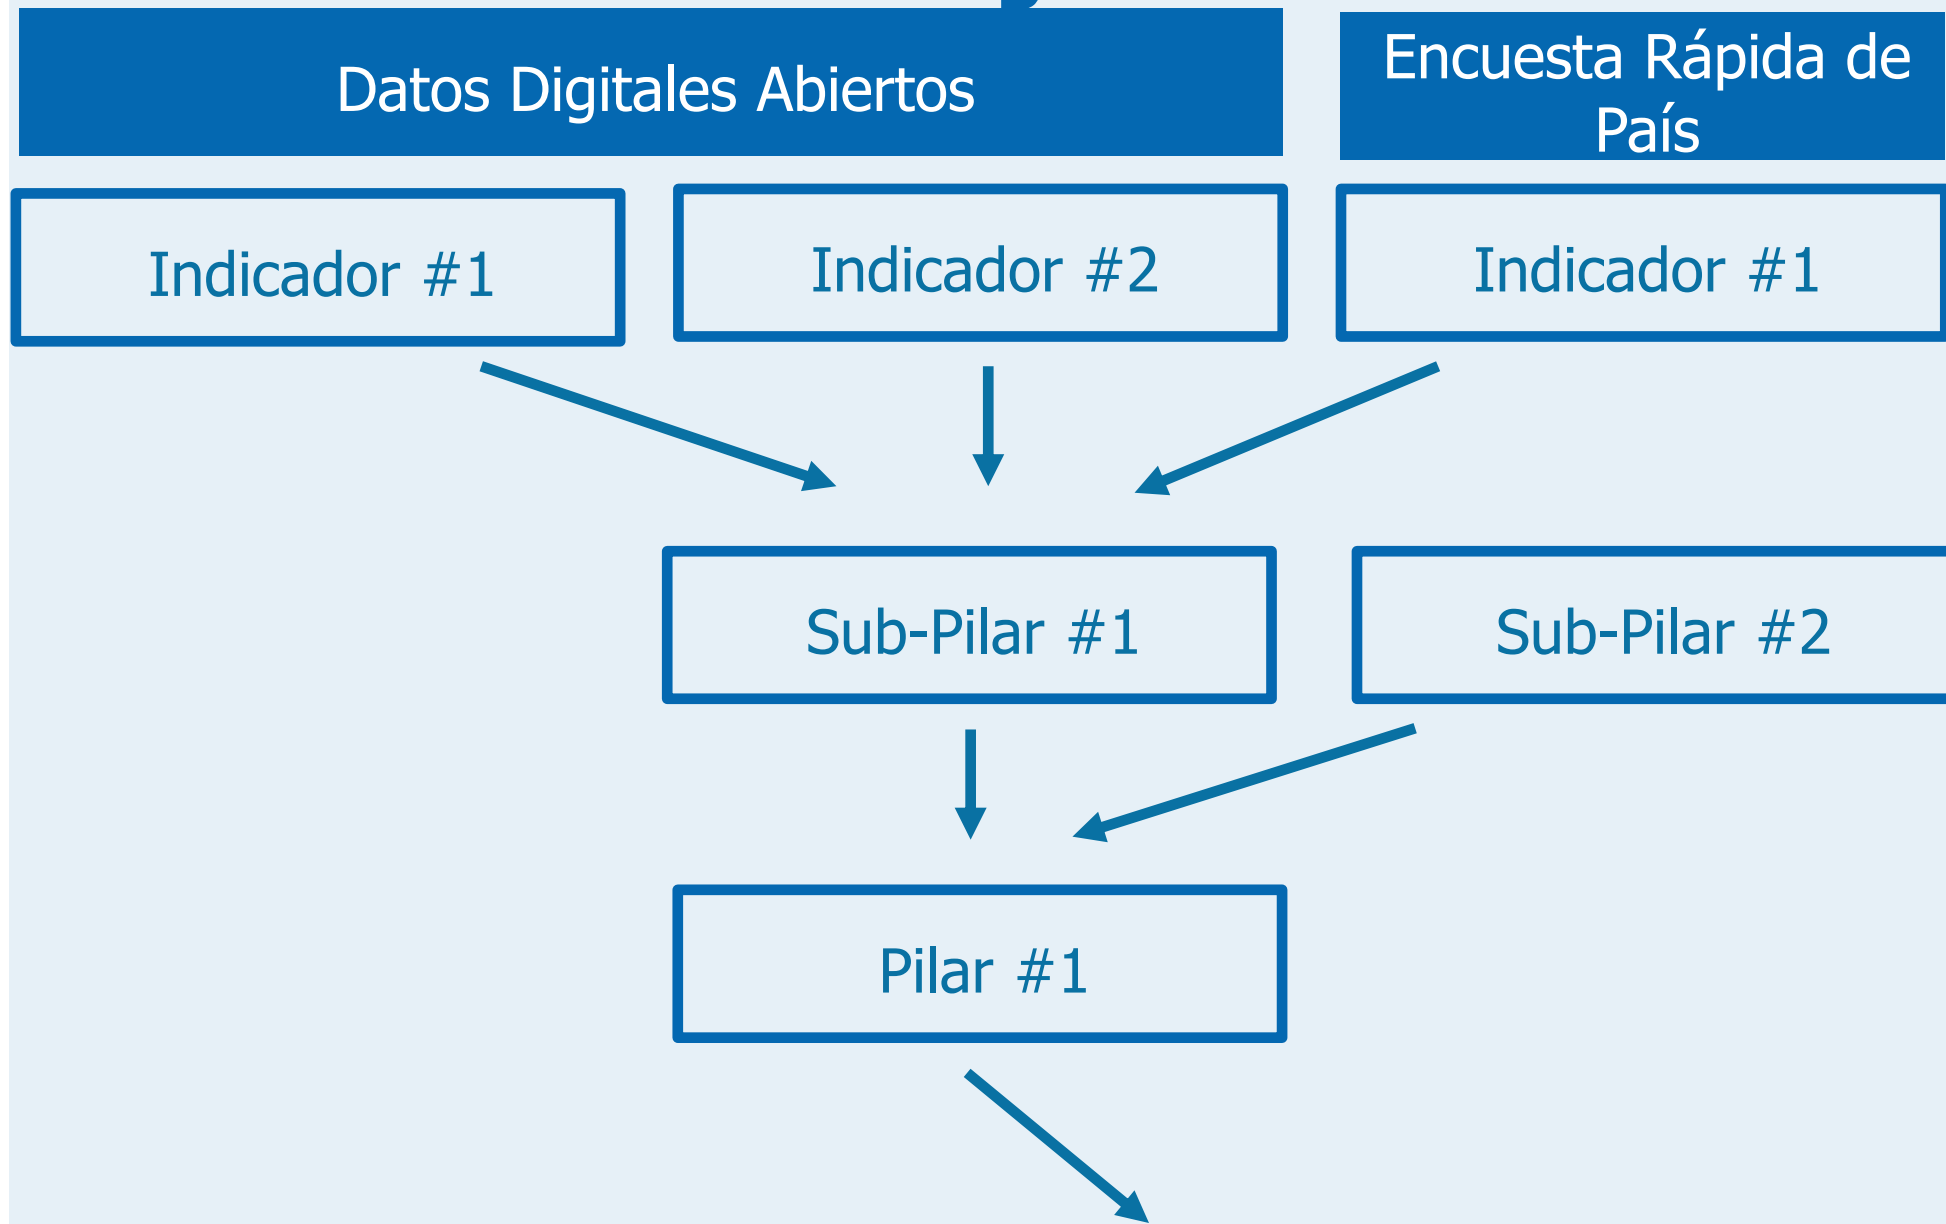 Datos Digitales Abiertos
Encuesta Rápida de
País
Indicador #1
Indicador #2
Indicador #1
Sub-Pilar #1
Sub-Pilar #2
Pilar #1